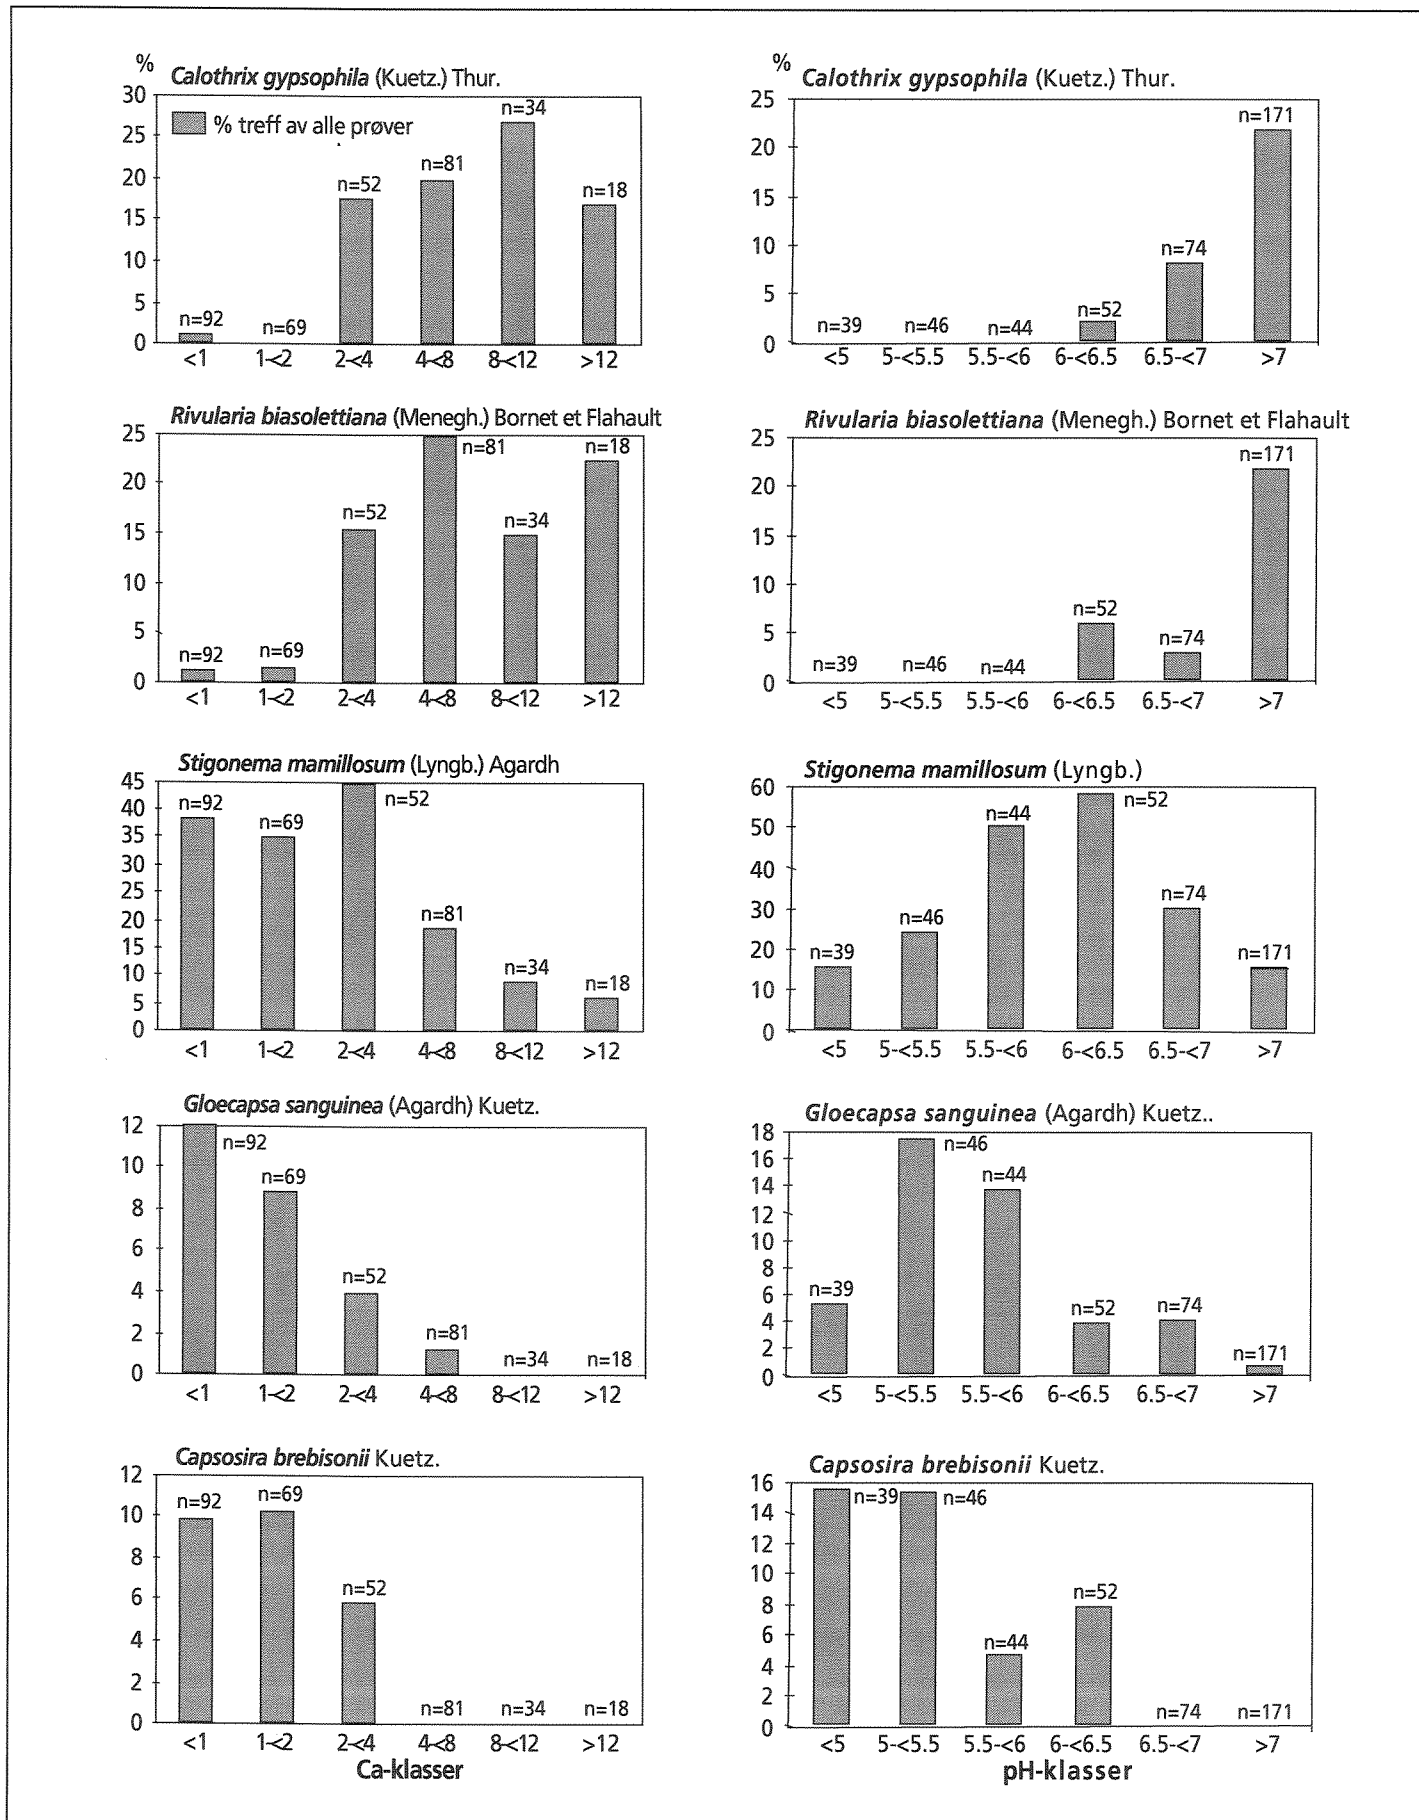 %
Calothrix gypsophila (Kuetz.) Thur.
30
25
20
15
10
5
0
% treff av alle prøver
n=92
n=69
n=52
n=81
n=34
n=18
<1
1-<2
2-<4
4-<8
8-<12
>12
%
Calothrix gypsophila (Kuetz.) Thur.
25
20
15
10
5
0
n=39
n=46
n=44
n=52
n=74
n=171
<5
5-<5.5
5.5-<6
6-<6.5
6.5-<7
>7
Rivularia biasolettiana (Menegh.) Bornet et Flahault
25
20
15
10
5
0
n=92
n=69
n=52
n=81
n=34
n=18
<1
1-<2
2-<4
4-<8
8-<12
>12
Rivularia biasolettiana (Menegh.) Bornet et Flahault
25
20
15
10
5
0
n=39
n=46
n=44
n=52
n=74
n=171
<5
5-<5.5
5.5-<6
6-<6.5
6.5-<7
>7
Stigonema mamillosum (Lyngb.) Agardh
45
40
35
30
25
20
15
10
5
0
n=92
n=69
n=52
n=81
n=34
n=18
<1
1-<2
2-<4
4-<8
8-<12
>12
Stigonema mamillosum (Lyngb.)
60
50
40
30
20
10
0
n=39
n=46
n=44
n=52
n=74
n=171
<5
5-<5.5
5.5-<6
6-<6.5
6.5-<7
>7
Gloecapsa sanguinea (Agardh) Kuetz.
12
10
8
6
4
2
0
n=92
n=69
n=52
n=81
n=34
n=18
<1
1-<2
2-<4
4-<8
8-<12
>12
Gloecapsa sanguinea (Agardh) Kuetz..
18
16
14
12
10
8
6
4
2
0
n=39
n=46
n=44
n=52
n=74
n=171
<5
5-<5.5
5.5-<6
6-<6.5
6.5-<7
>7
Capsosira brebisonii Kuetz.
12
10
8
6
4
2
0
n=92
n=69
n=52
n=81
n=34
n=18
<1
1-<2
2-<4
4-<8
8-<12
>12
Ca-klasser
Capsosira brebisonii Kuetz.
16
14
12
10
8
6
4
2
0
n=39
n=46
n=44
n=52
n=74
n=171
<5
5-<5.5
5.5-<6
6-<6.5
6.5-<7
>7
pH-klasser